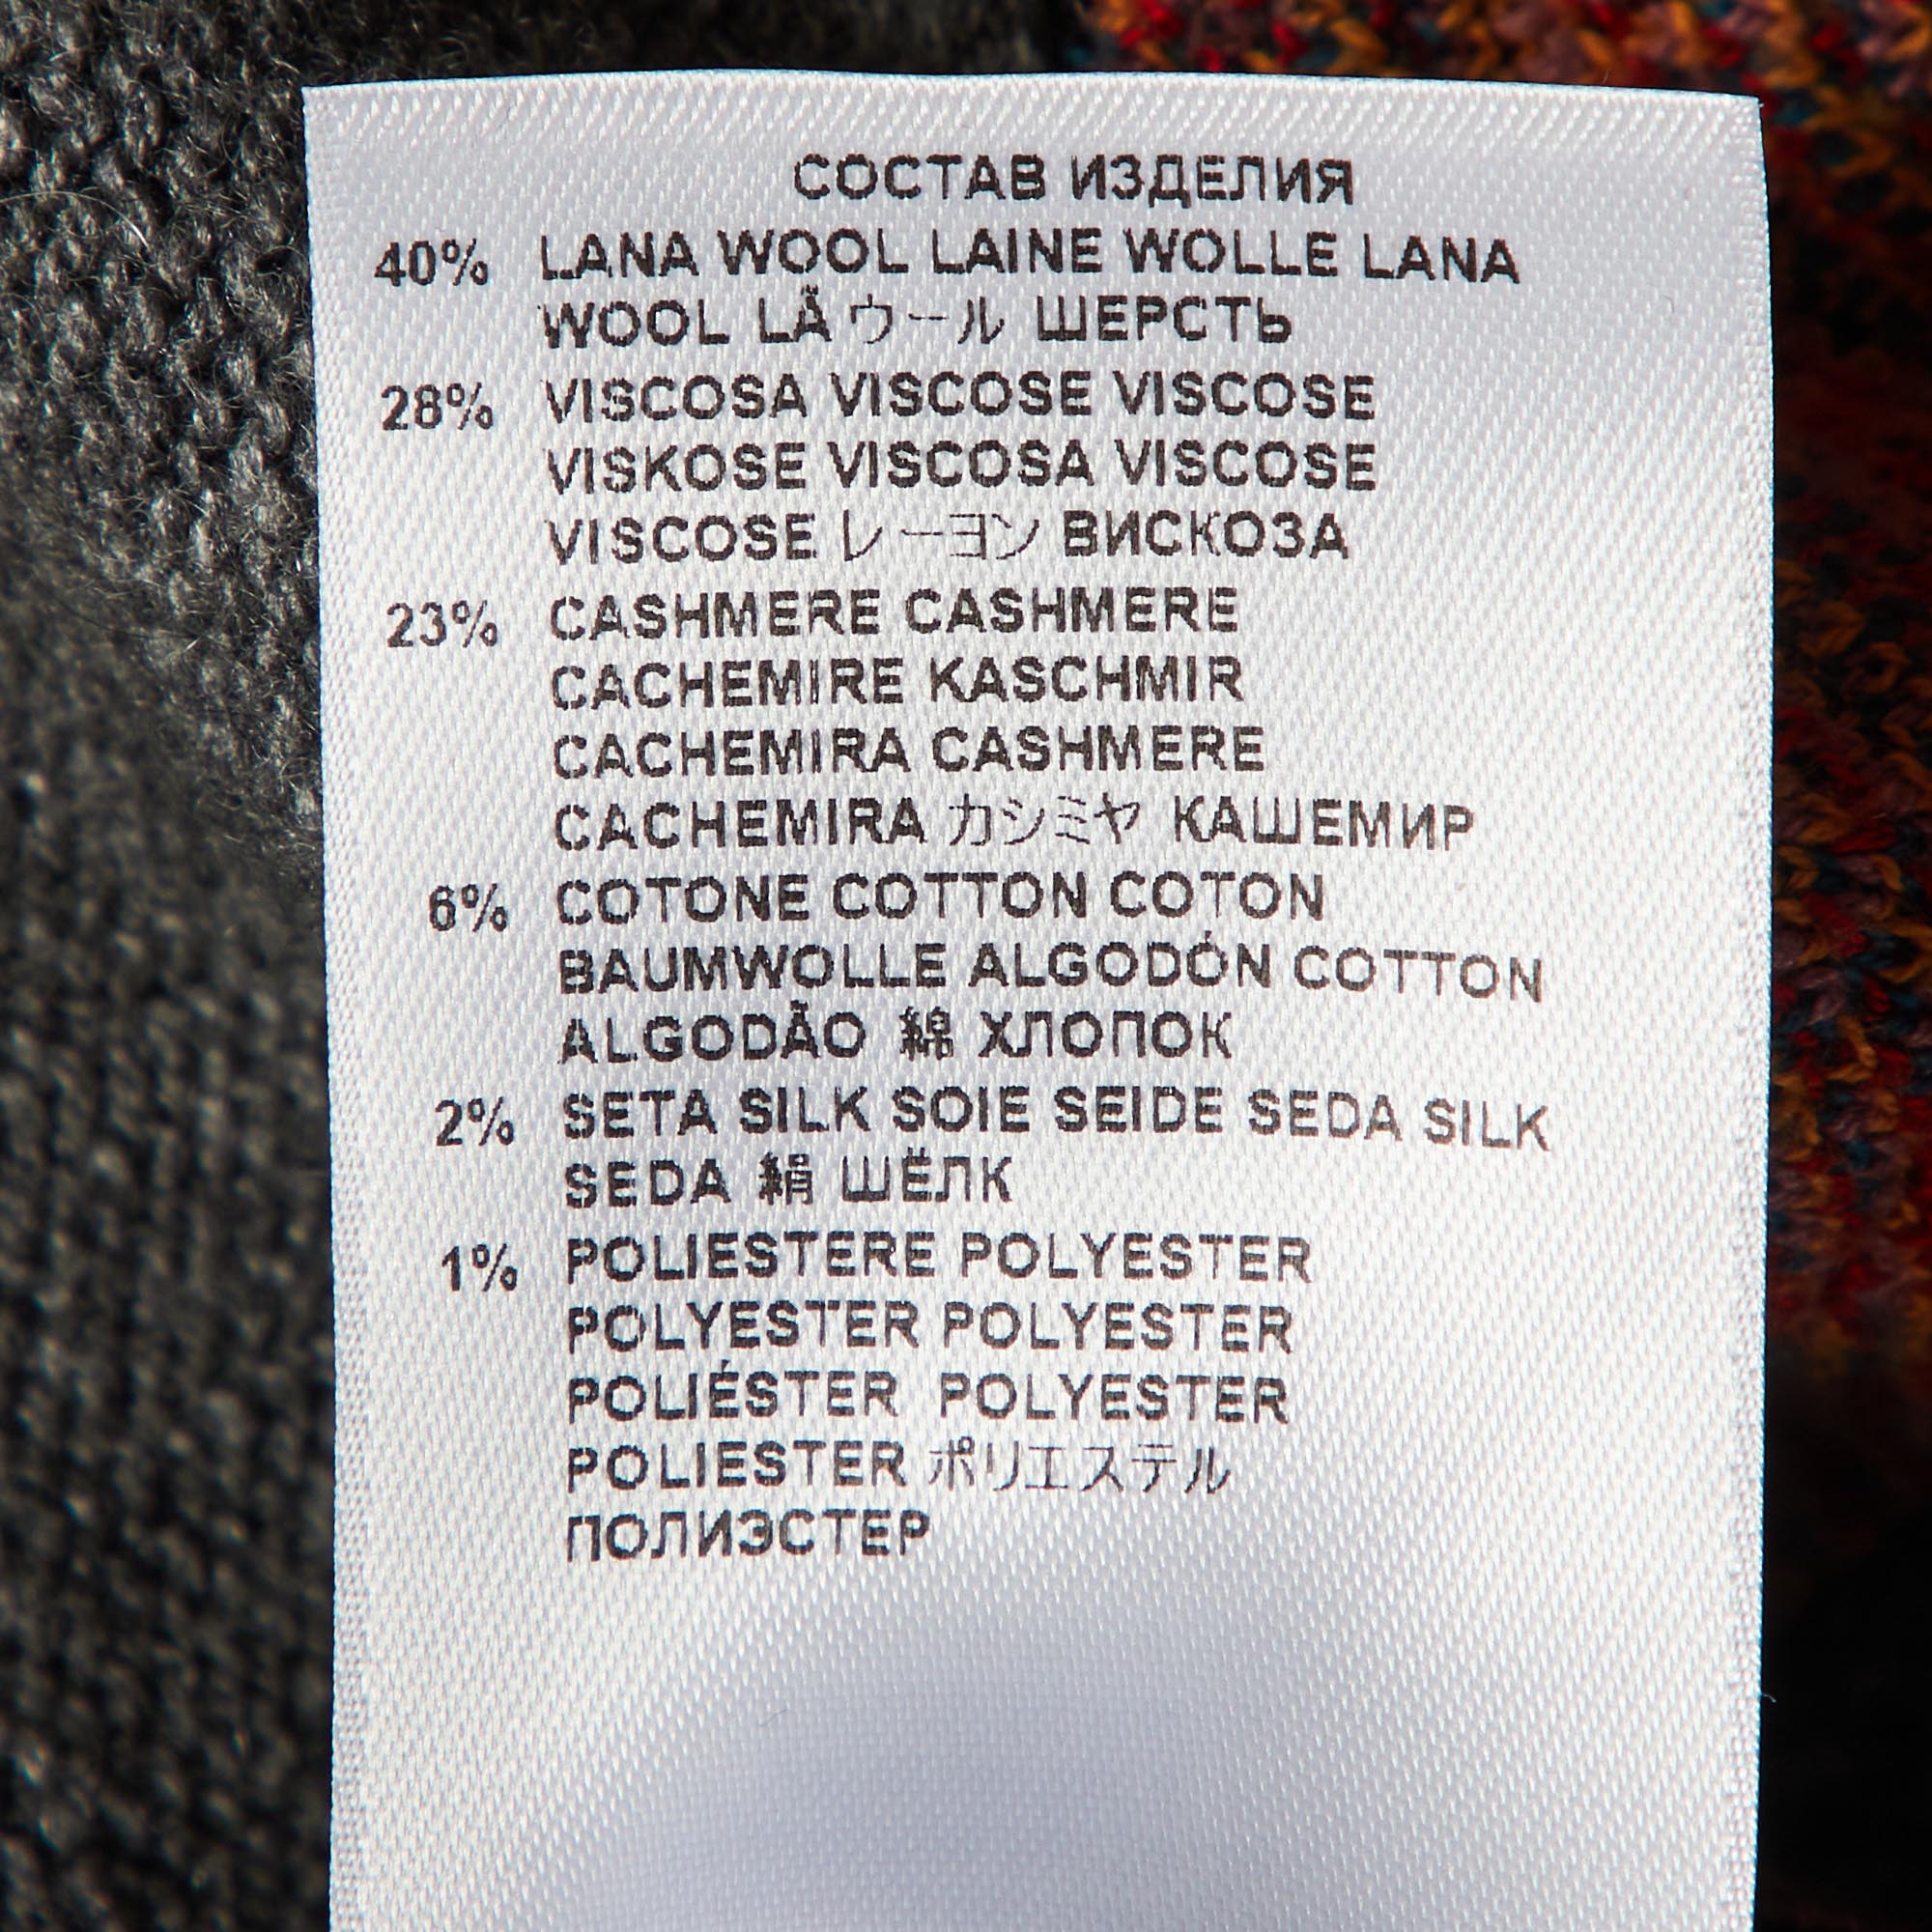 СОСТАВ ИЗДЕЛИЯ
40% LANA WOOL LAINE WOLLE LANA
WOOL LÃ ウール ШЕРСТЬ
28% VISCOSA VISCOSE VISCOSE
VISKOSE VISCOSA VISCOSE
VISCOSE レーヨン ВИСКОЗА
23% CASHMERE CASHMERE
CACHEMIRE KASCHMIR
CACHEMIRA CASHMERE
CACHEMIRA カシミヤ КАШЕМИР
6% COTONE COTTON COTON
BAUMWOLLE ALGODÓN COTTON
ALGODÃO 綿 ХЛОПОК
2% SETA SILK SOIE SEIDE SEDA SILK
SEDA 絹 ШЁЛК
1% POLIESTERE POLYESTER
POLYESTER POLYESTER
POLIÉSTER POLYESTER
POLIESTER ポリエステル
ПОЛИЭСТЕР